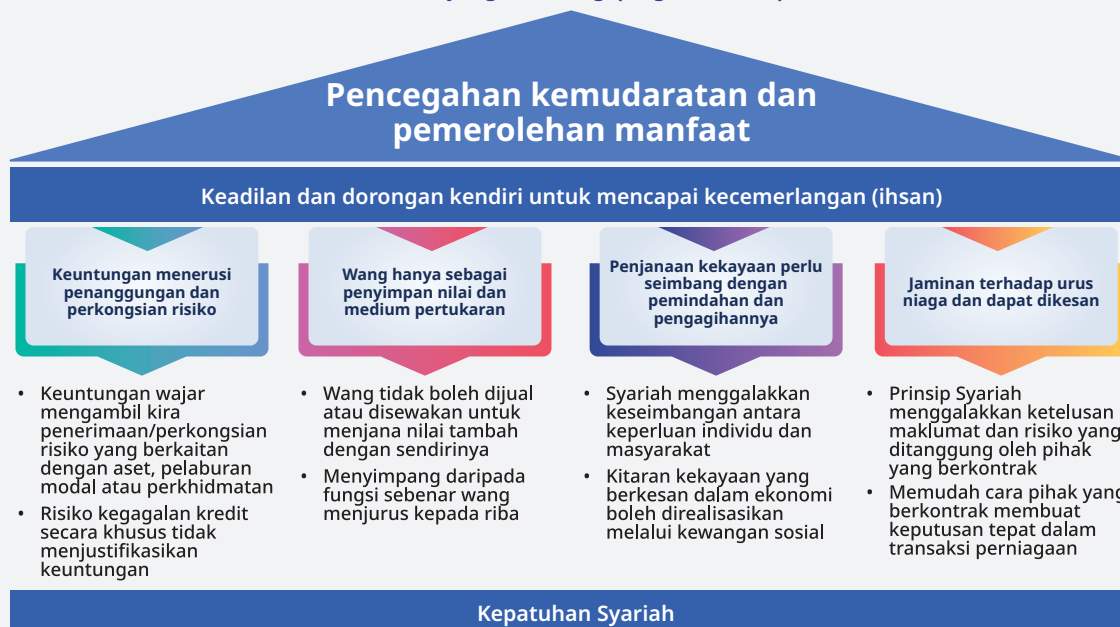 Pencegahan kemudaratan dan
pemerolehan manfaat
Keadilan dan dorongan kendiri untuk mencapai kecemerlangan (ihsan)
Keuntungan menerusi
penanggungan dan
perkongsian risiko
• Keuntungan wajar
mengambil kira
penerimaan/perkongsian
risiko yang berkaitan
dengan aset, pelaburan
modal atau perkhidmatan
• Risiko kegagalan kredit
secara khusus tidak
menjustifikasikan
keuntungan
Wang hanya sebagai
penyimpan nilai dan
medium pertukaran
• Wang tidak boleh dijual
atau disewakan untuk
menjana nilai tambah
dengan sendirinya
• Menyimpang daripada
fungsi sebenar wang
menjurus kepada riba
Penjanaan kekayaan perlu
seimbang dengan
pemindahan dan
pengagihannya
• Syariah menggalakkan
keseimbangan antara
keperluan individu dan
masyarakat
• Kitaran kekayaan yang
berkesan dalam ekonomi
boleh direalisasikan
melalui kewangan sosial
Jaminan terhadap urus
niaga dan dapat dikesan
• Prinsip Syariah
menggalakkan ketelusan
maklumat dan risiko yang
ditanggung oleh pihak
yang berkontrak
• Memudah cara pihak yang
berkontrak membuat
keputusan tepat dalam
transaksi perniagaan
Kepatuhan Syariah